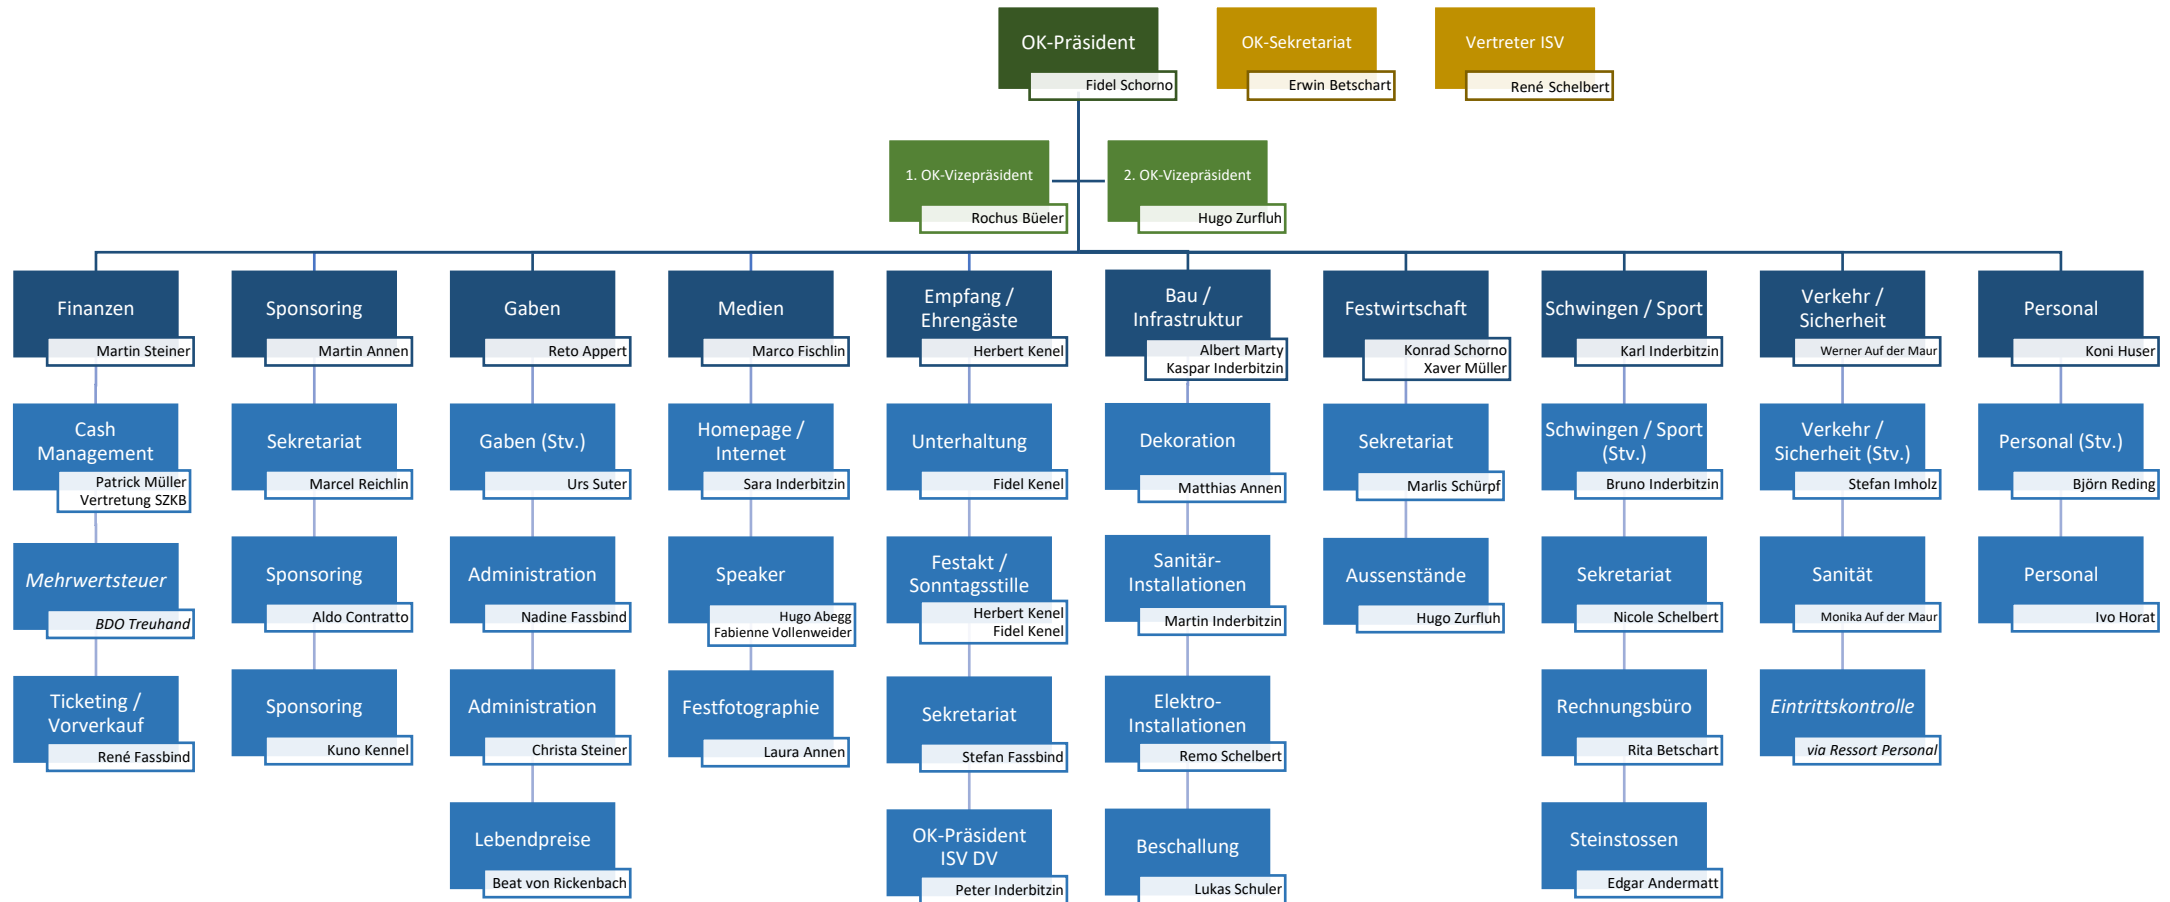 OK-Präsident
Fidel Schorno
OK-Sekretariat
Erwin Betschart
Vertreter ISV
René Schelbert
1. OK-Vizepräsident
Rochus Büeler
2. OK-Vizepräsident
Hugo Zurfluh
Finanzen
Martin Steiner
Cash
Management
Patrick Müller
Vertretung SZKB
Mehrwertsteuer
BDO Treuhand
Ticketing /
Vorverkauf
René Fassbind
Sponsoring
Martin Annen
Sekretariat
Marcel Reichlin
Sponsoring
Aldo Contratto
Sponsoring
Kuno Kennel
Gaben
Reto Appert
Gaben (Stv.)
Urs Suter
Administration
Nadine Fassbind
Administration
Christa Steiner
Lebendpreise
Beat von Rickenbach
Medien
Marco Fischlin
Homepage /
Internet
Sara Inderbitzin
Speaker
Hugo Abegg
Fabienne Vollenweider
Festfotographie
Laura Annen
Empfang /
Ehrengäste
Herbert Kenel
Unterhaltung
Fidel Kenel
Festakt /
Sonntagsstille
Herbert Kenel
Fidel Kenel
Sekretariat
Stefan Fassbind
OK-Präsident
ISV DV
Peter Inderbitzin
Bau /
Infrastruktur
Albert Marty
Kaspar Inderbitzin
Dekoration
Matthias Annen
Sanitär-
Installationen
Martin Inderbitzin
Elektro-
Installationen
Remo Schelbert
Beschallung
Lukas Schuler
Festwirtschaft
Konrad Schorno
Xaver Müller
Sekretariat
Marlis Schürpf
Aussenstände
Hugo Zurfluh
Schwingen / Sport
Karl Inderbitzin
Schwingen / Sport
(Stv.)
Bruno Inderbitzin
Sekretariat
Nicole Schelbert
Rechnungsbüro
Rita Betschart
Steinstossen
Edgar Andermatt
Verkehr /
Sicherheit
Werner Auf der Maur
Verkehr /
Sicherheit (Stv.)
Stefan Imholz
Sanität
Monika Auf der Maur
Eintrittskontrolle
via Ressort Personal
Personal
Koni Huser
Personal (Stv.)
Björn Reding
Personal
Ivo Horat